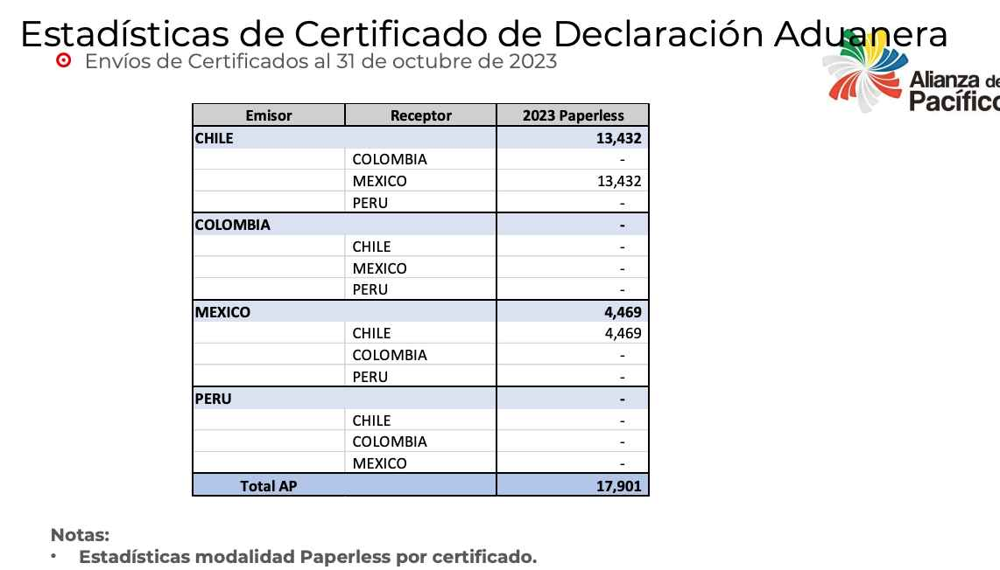 Estadísticas de Certificado de Declaración Aduanera
Envíos de Certificados al 31 de octubre de 2023
Alianza del
Pacífico
Emisor Receptor 2023 Paperless
CHILE 13,432
COLOMBIA -
MEXICO 13,432
PERU -
COLOMBIA -
CHILE -
MEXICO -
PERU -
MEXICO 4,469
CHILE 4,469
COLOMBIA -
PERU -
PERU -
CHILE -
COLOMBIA -
MEXICO -
Total AP 17,901
Notas:
• Estadísticas modalidad Paperless por certificado.